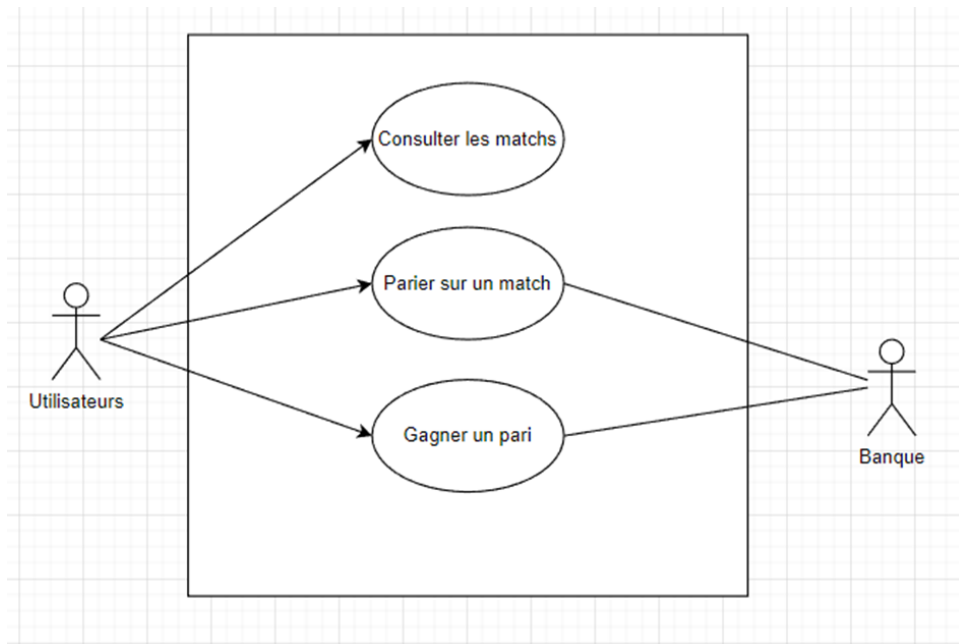 Consulter les matchs
Parier sur un match
Utilisateurs
Gagner un pari
Banque